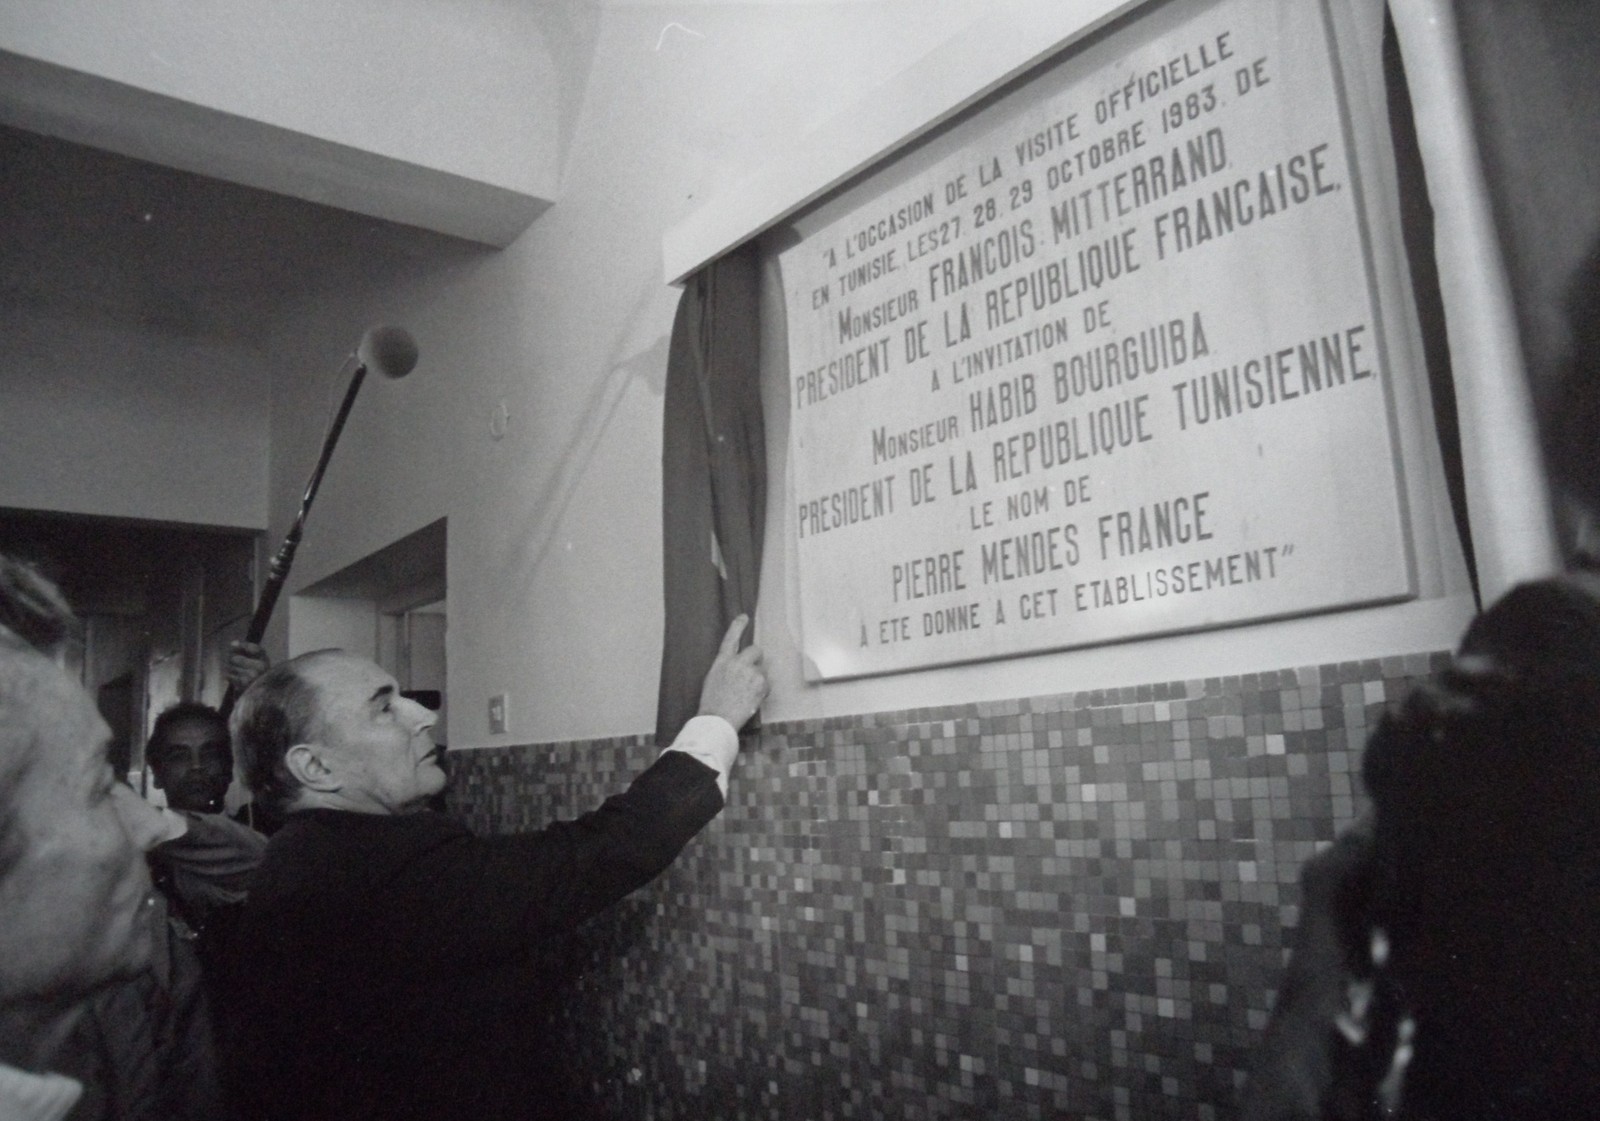 "A L'OCCASION DE LA VISITE OFFICIELLE
EN TUNISIE, LES 27. 28. 29 OCTOBRE 1983. DE
MONSIEUR FRANCOIS. MITTERRAND.
PRESIDENT DE LA REPUBLIQUE FRANCAISE,
A L'INVITATION DE
MONSIEUR HABIB BOURGUIBA
PRESIDENT DE LA REPUBLIQUE TUNISIENNE,
LE NOM DE
PIERRE MENDES FRANCE
A ETE DONNE A CET ETABLISSEMENT"